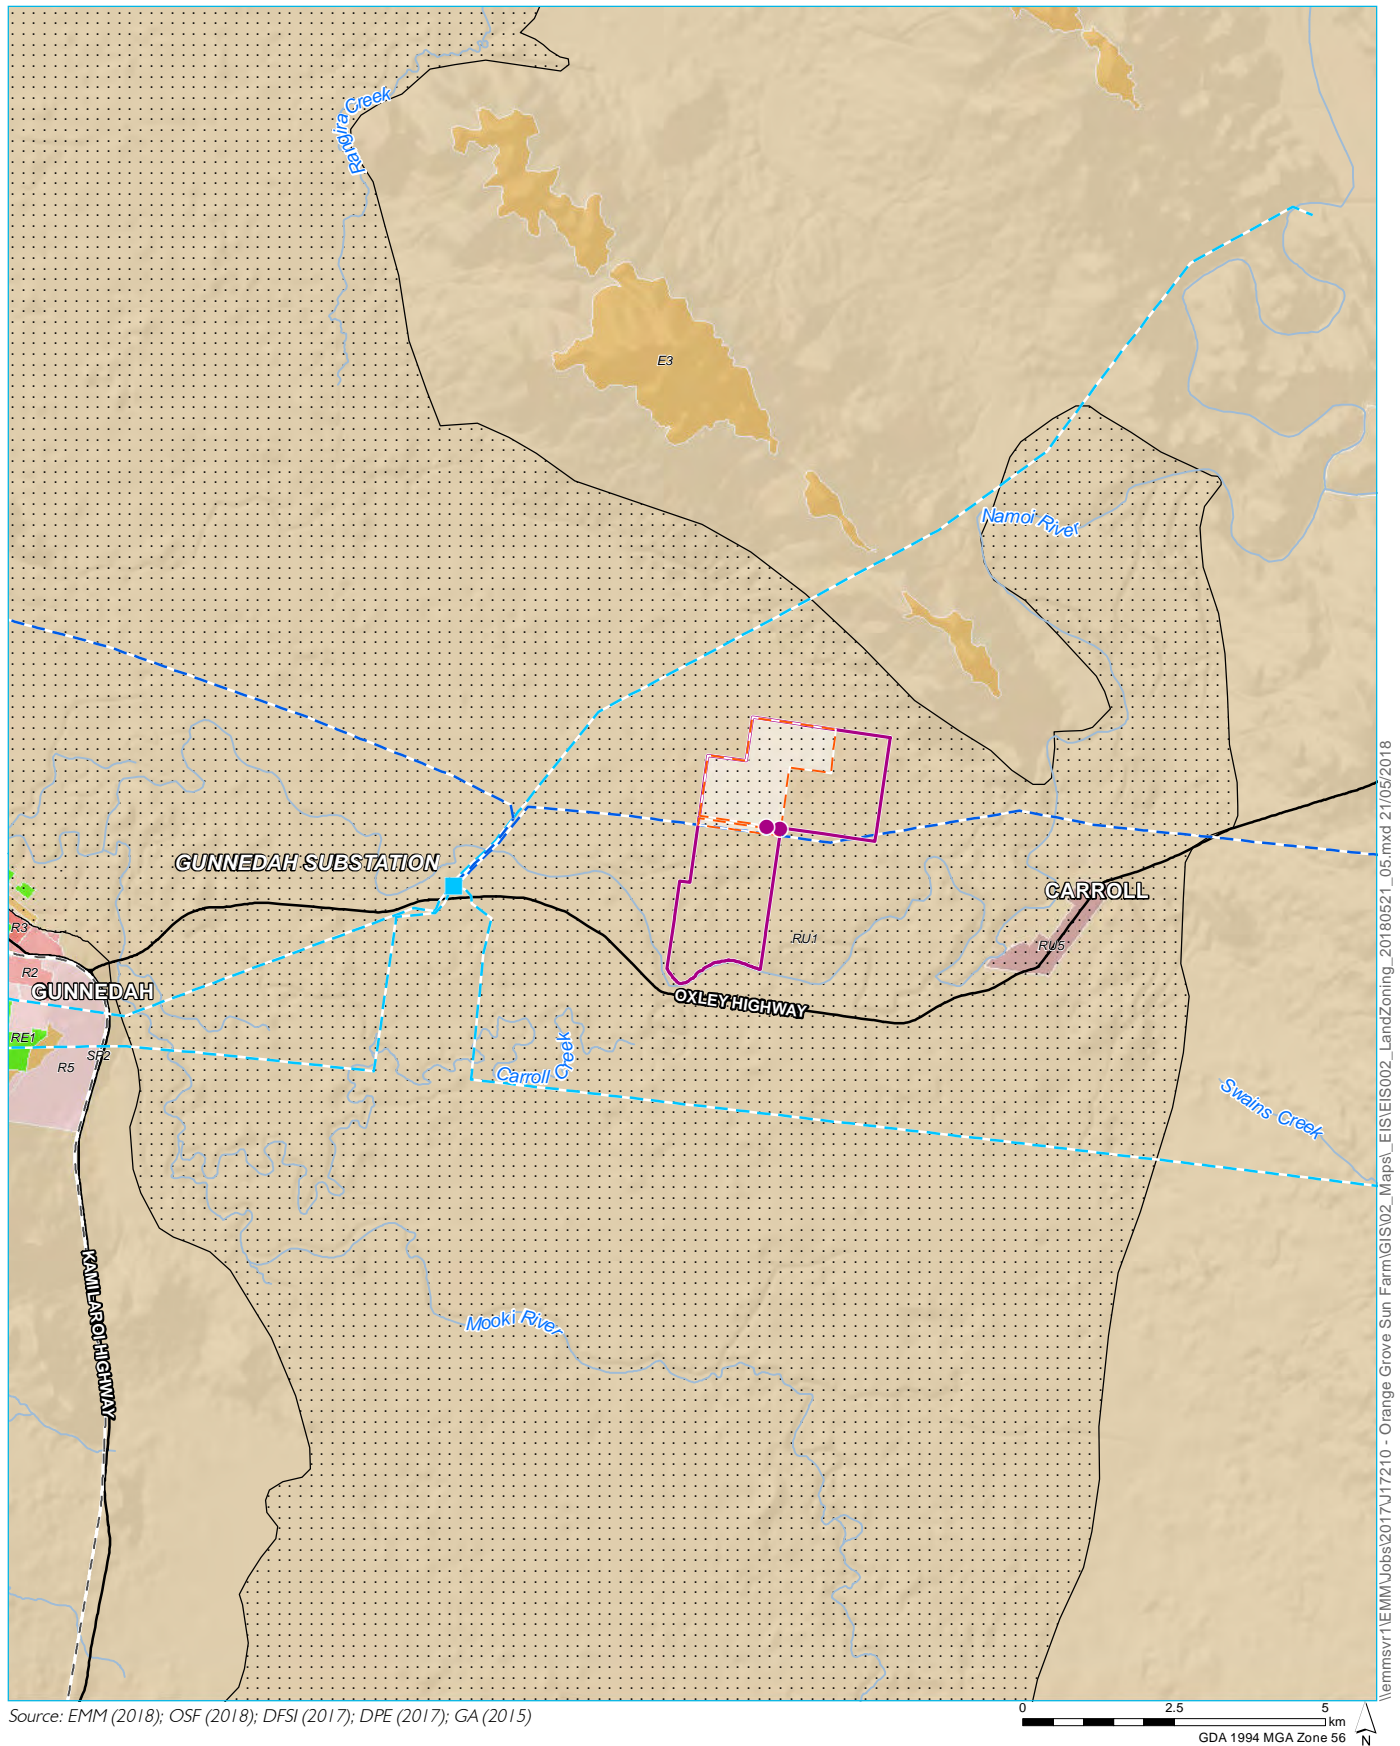 Rangira Creek
E3
Namoi River
GUNNEDAH SUBSTATION
CARROLL
R3
RU1
RU5
R2
GUNNEDAH
OXLEY HIGHWAY
RE1
SP2
R5
Carroll Creek
Swains Creek
KAMILAROI HIGHWAY
Mooki River
\\emmsvr1\EMM\Jobs\2017\J17210 - Orange Grove Sun Farm\GIS\02_Maps\_EIS\EIS002_LandZoning_20180521_05.mxd 21/05/2018
Source: EMM (2018); OSF (2018); DFSI (2017); DPE (2017); GA (2015)
0 2.5 5
km
GDA 1994 MGA Zone 56
N